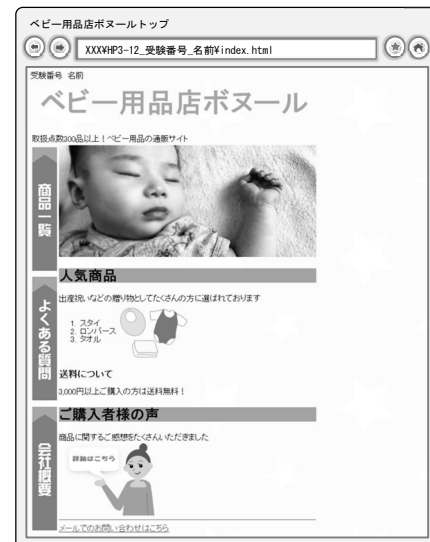 ベビー用品店ボヌールトップ
XXX¥HP3-12_受験番号_名前¥index.html
受験番号 名前
ベビー用品店ボヌール
取扱点数300品以上！ベビー用品の通販サイト
商品一覧
人気商品
出産祝いなどの贈り物としてたくさんの方に選ばれております
1. スタイ
2. ロンパース
3. タオル
よくある質問
送料について
3,000円以上ご購入の方は送料無料！
ご購入者様の声
商品に関するご感想をたくさんいただきました
詳細はこちら
会社概要
メールでのお問い合わせはこちら